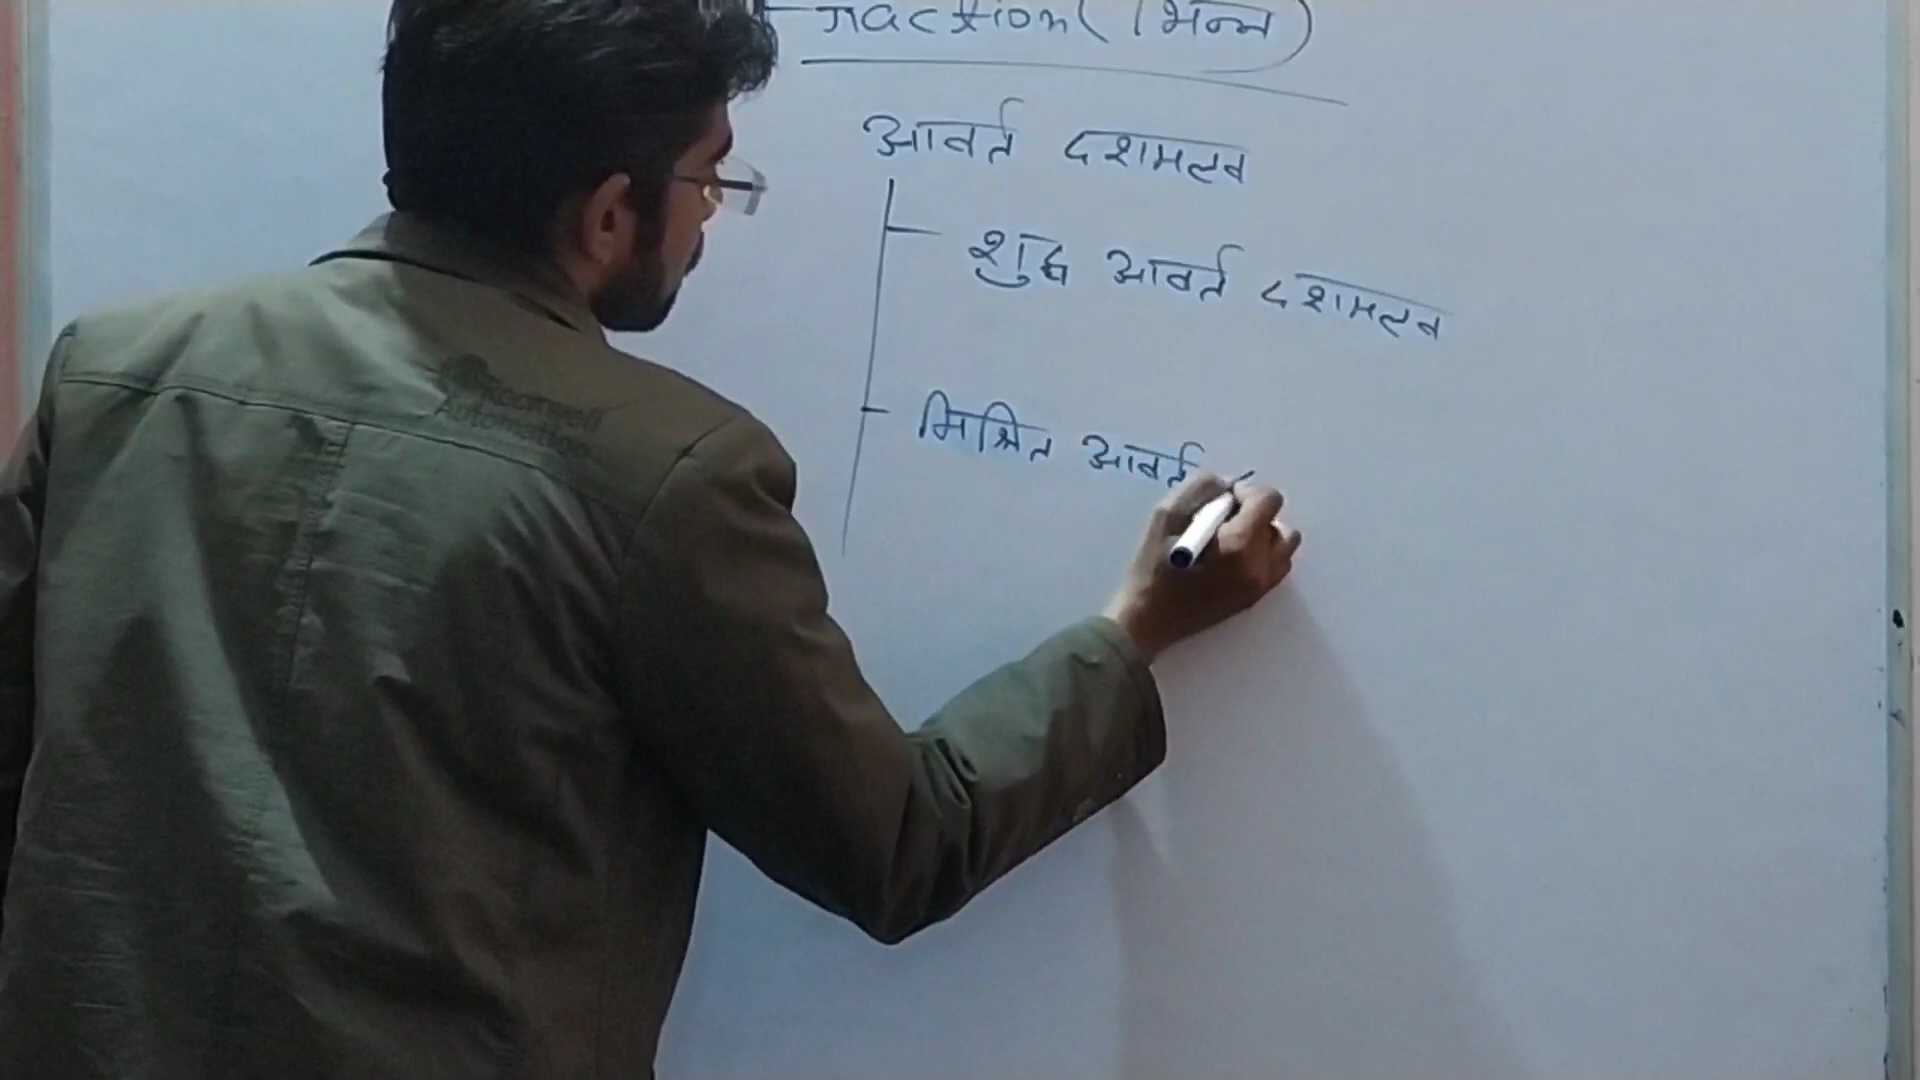 Fraction (भिन्न)
आवर्त दशमलव
शुद्ध आवर्त दशमलव
मिश्रित आवर्त
Rockwell
Automation